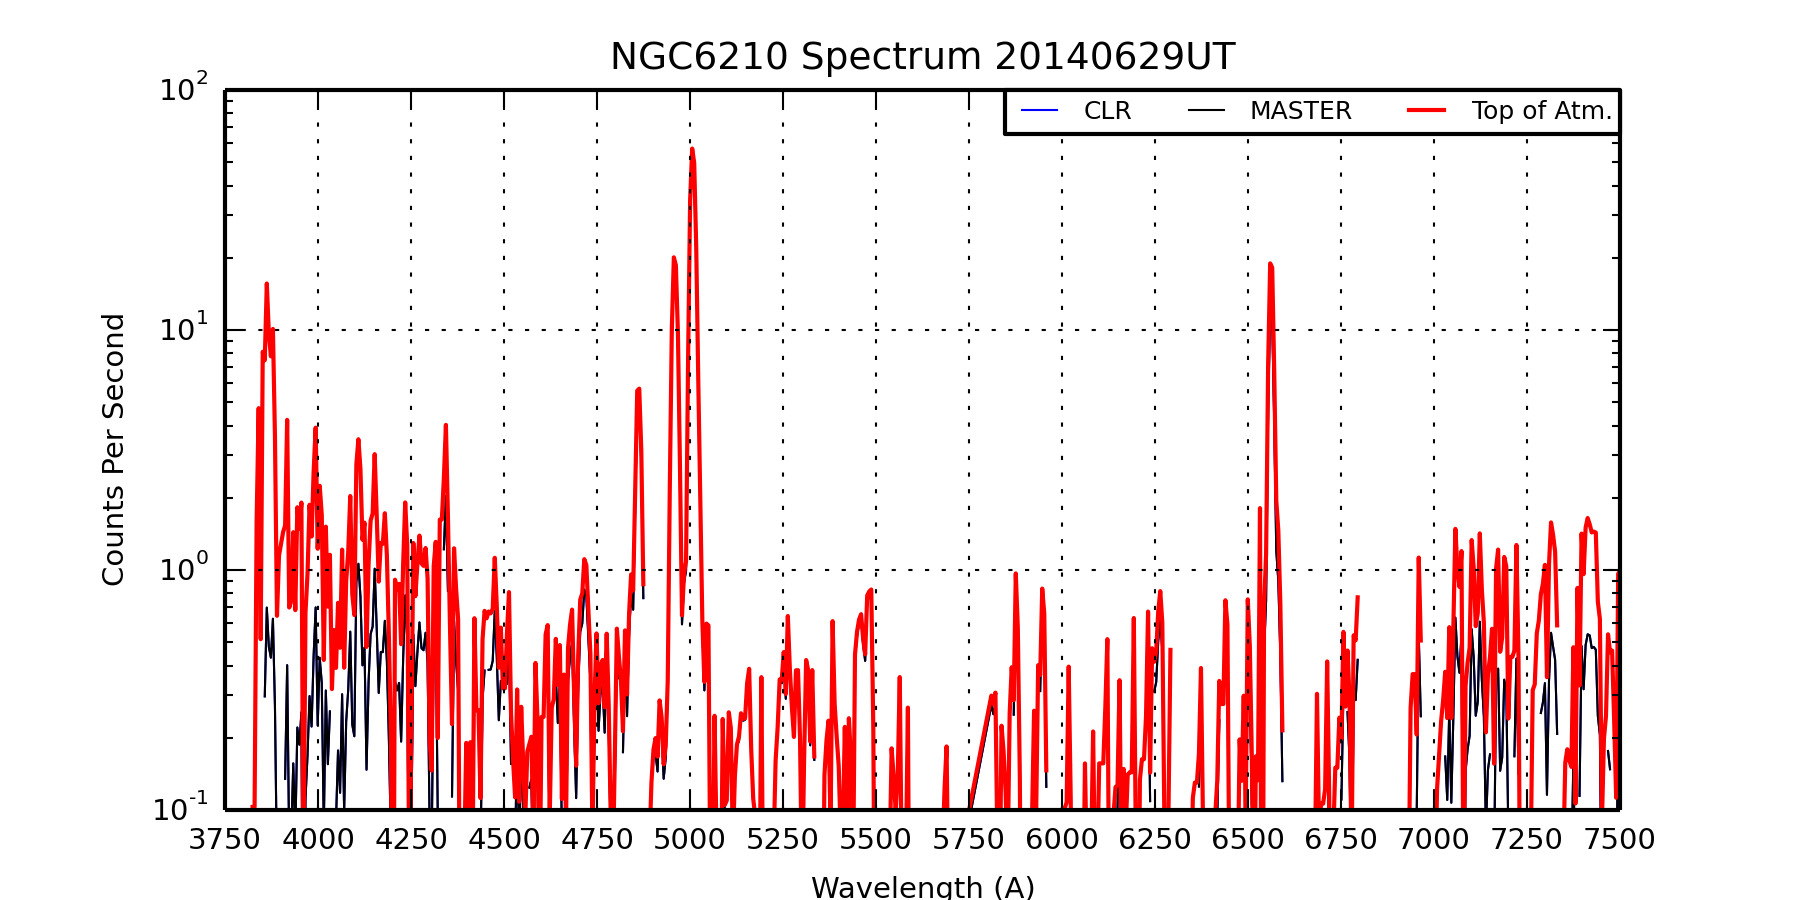 NGC6210 Spectrum 20140629UT
CLR MASTER Top of Atm.
10²
10¹
10⁰
10⁻¹
Counts Per Second
3750 4000 4250 4500 4750 5000 5250 5500 5750 6000 6250 6500 6750 7000 7250 7500
Wavelength (A)